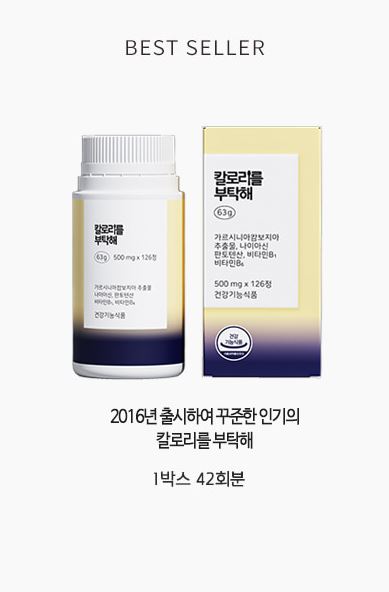 BEST SELLER
칼로리를
부탁해
63g
500 mg x 126정
가르시니아캄보지아 추출물,
나이아신, 판토텐산
비타민B₁, 비타민B₆
건강기능식품
칼로리를
부탁해
63g
가르시니아캄보지아
추출물, 나이아신
판토텐산, 비타민B₁
비타민B₆
500 mg x 126정
건강기능식품
건강
기능식품
2016년 출시하여 꾸준한 인기의
칼로리를 부탁해
1박스 42회분